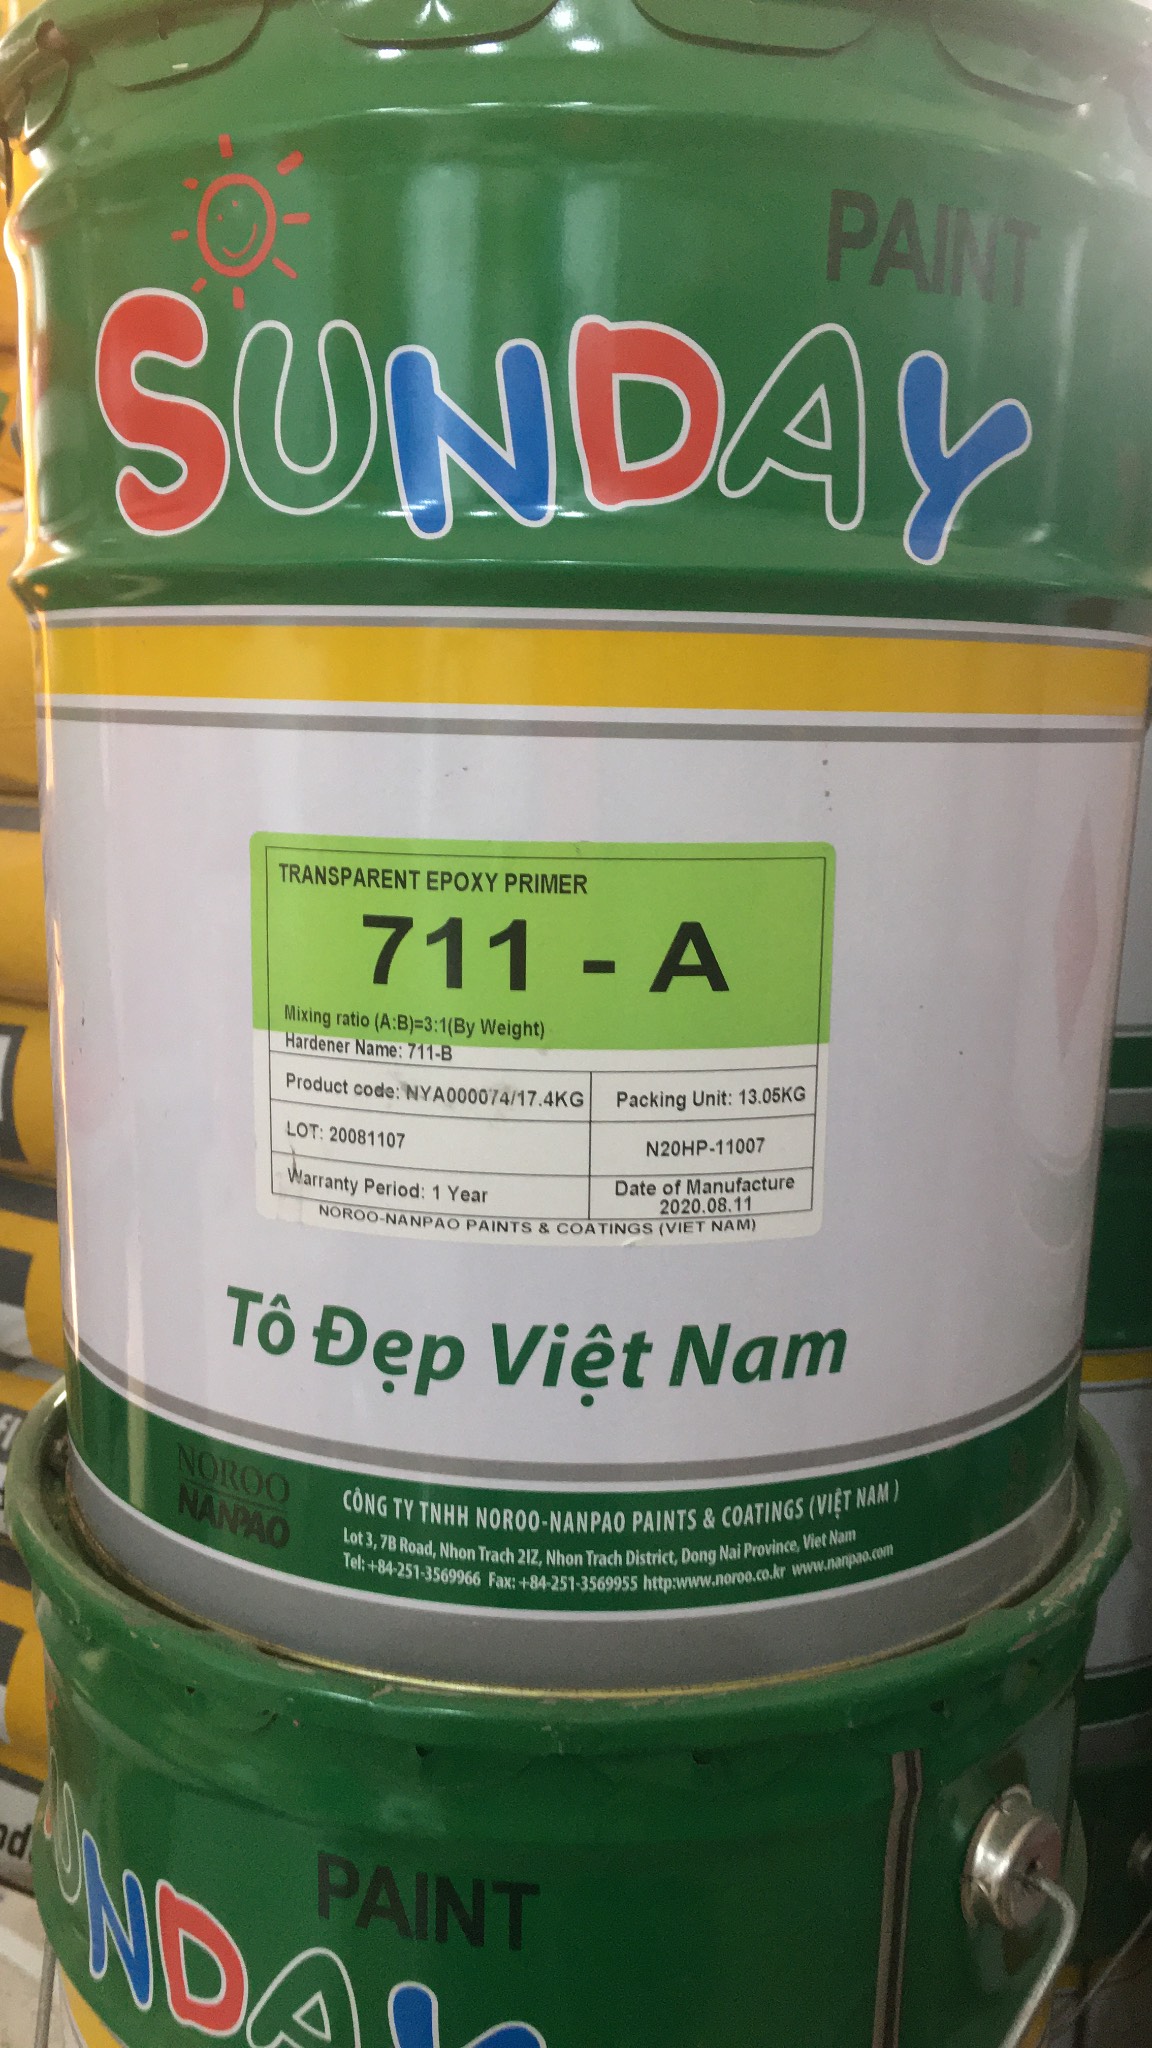 PAINT
SUNDAY
TRANSPARENT EPOXY PRIMER
711 - A
Mixing ratio (A:B)=3:1(By Weight)
Hardener Name: 711-B
Product code: NYA000074/17.4KG
Packing Unit: 13.05KG
LOT: 20081107
N20HP-11007
Warranty Period: 1 Year
Date of Manufacture
2020.08.11
NOROO-NANPAO PAINTS & COATINGS (VIET NAM)
Tô Đẹp Việt Nam
NOROO
NANPAO
CÔNG TY TNHH NOROO-NANPAO PAINTS & COATINGS (VIỆT NAM )
Lot 3, 7B Road, Nhon Trach 2IZ, Nhon Trach District, Dong Nai Province, Viet Nam
Tel: +84-251-3569966 Fax: +84-251-3569955 http:www.noroo.co.kr www.nanpao.com
PAINT
UNDAY